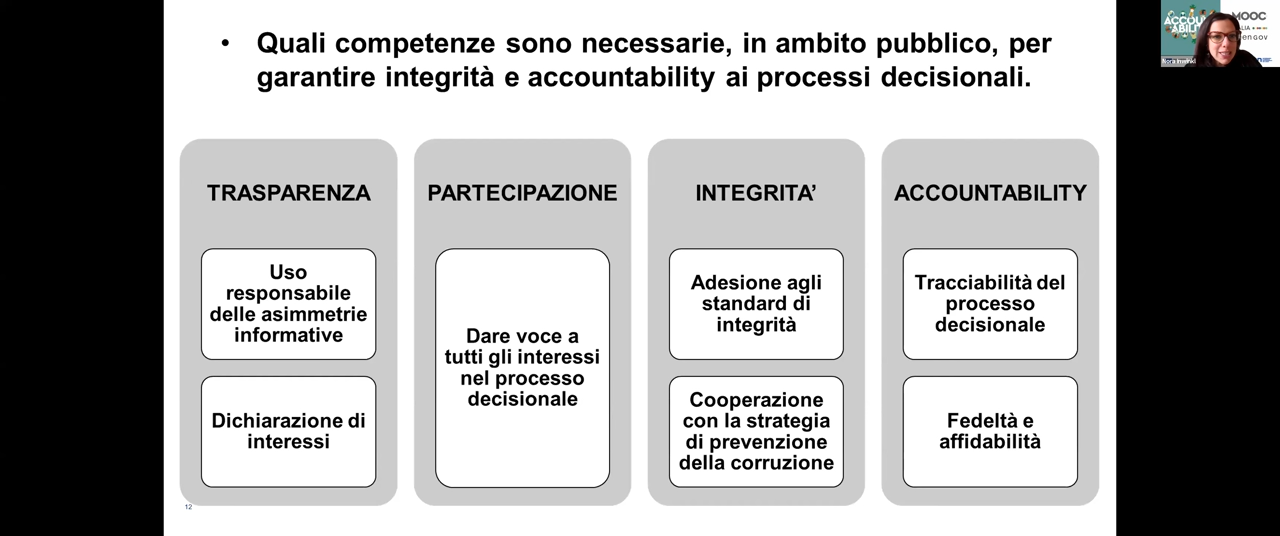 • Quali competenze sono necessarie, in ambito pubblico, per
garantire integrità e accountability ai processi decisionali.
TRASPARENZA
Uso
responsabile
delle asimmetrie
informative
Dichiarazione di
interessi
PARTECIPAZIONE
Dare voce a
tutti gli interessi
nel processo
decisionale
INTEGRITA’
Adesione agli
standard di
integrità
Cooperazione
con la strategia
di prevenzione
della corruzione
ACCOUNTABILITY
Tracciabilità del
processo
decisionale
Fedeltà e
affidabilità
12
MOOC